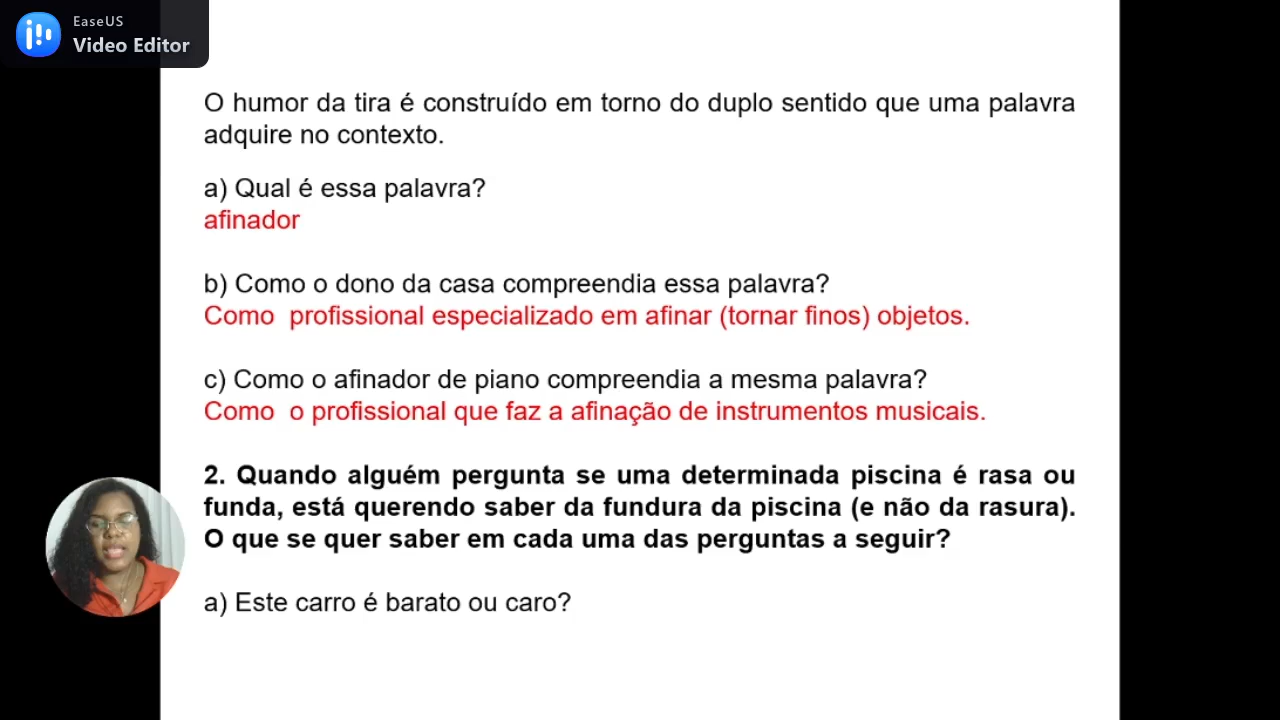 EaseUS
Video Editor
O humor da tira é construído em torno do duplo sentido que uma palavra
adquire no contexto.
a) Qual é essa palavra?
afinador
b) Como o dono da casa compreendia essa palavra?
Como  profissional especializado em afinar (tornar finos) objetos.
c) Como o afinador de piano compreendia a mesma palavra?
Como  o profissional que faz a afinação de instrumentos musicais.
2. Quando alguém pergunta se uma determinada piscina é rasa ou
funda, está querendo saber da fundura da piscina (e não da rasura).
O que se quer saber em cada uma das perguntas a seguir?
a) Este carro é barato ou caro?